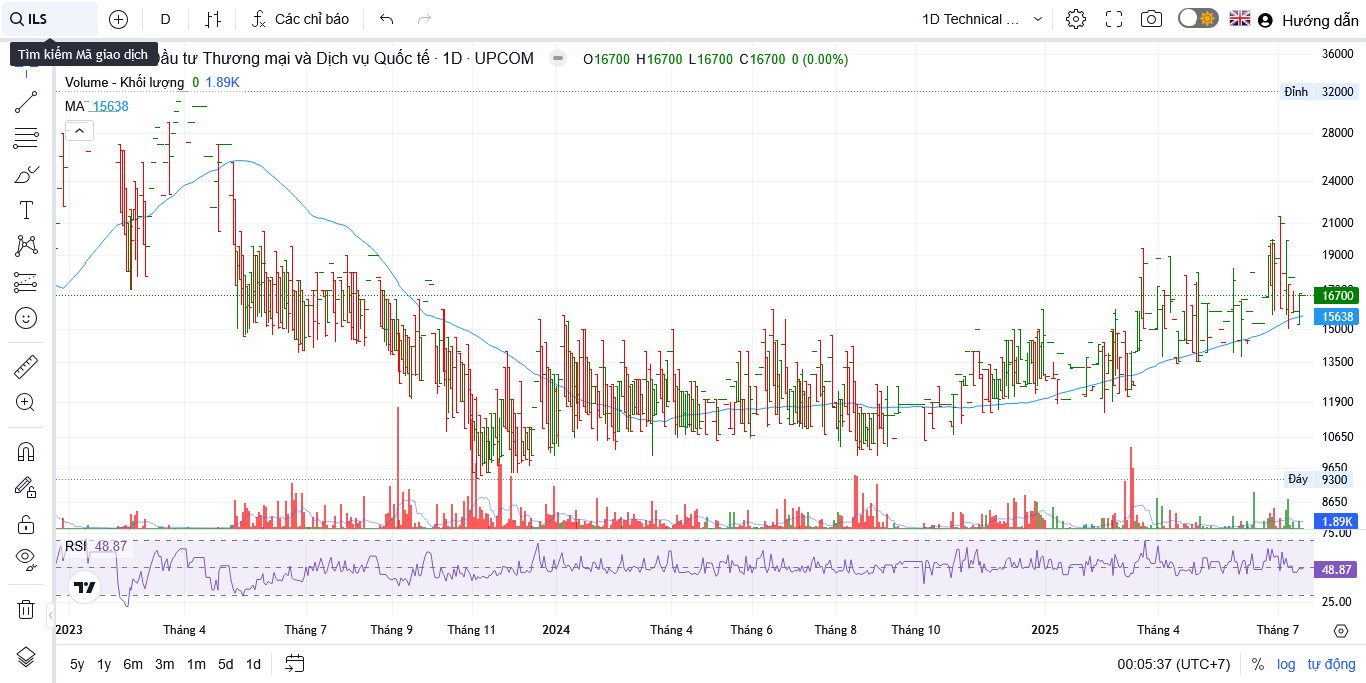 ILS
D
Các chỉ báo
1D Technical ...
Hướng dẫn
Tìm kiếm Mã giao dịch
Đầu tư Thương mại và Dịch vụ Quốc tế · 1D · UPCOM
O16700 H16700 L16700 C16700 0 (0.00%)
Volume - Khối lượng 0 1.89K
MA 15638
36000
Đỉnh 32000
28000
24000
21000
19000
16700
15638
15000
13500
11900
10650
9650
Đáy 9300
8650
1.89K
75.00
RSI 48.87
48.87
25.00
2023 Tháng 4 Tháng 7 Tháng 9 Tháng 11 2024 Tháng 4 Tháng 6 Tháng 8 Tháng 10 2025 Tháng 4 Tháng 7
5y 1y 6m 3m 1m 5d 1d
00:05:37 (UTC+7) % log tự động